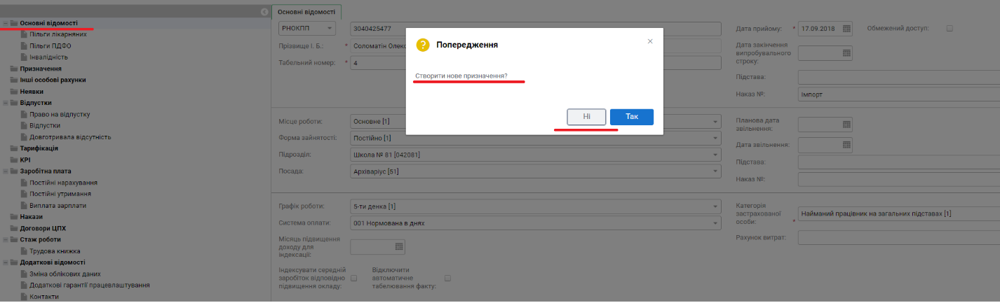 Основні відомості
Пільги лікарняних
Пільги ПДФО
Інвалідність
Призначення
Інші особові рахунки
Неявки
Відпустки
Право на відпустку
Відпустки
Довготривала відсутність
Тарифікація
KPI
Заробітна плата
Постійні нарахування
Постійні утримання
Виплата зарплати
Накази
Договори ЦПХ
Стаж роботи
Трудова книжка
Додаткові відомості
Зміна облікових даних
Додаткові гарантії працевлаштування
Контакти
Основні відомості
РНОКПП 3040425477
Прізвище І. Б.: * Соломатін Олекс
Табельний номер: * 4
Дата прийому: * 17.09.2018 Обмежений доступ:
Дата закінчення
випробувального
строку:
Підстава:
Наказ №: Імпорт
Попередження
Створити нове призначення?
Ні Так
Місце роботи: Основне [1]
Форма зайнятості: Постійно [1]
Підрозділ: Школа № 81 [042081]
Посада: Архіваріус [51]
Планова дата
звільнення:
Дата звільнення:
Підстава:
Наказ №:
Графік роботи: 5-ти денка [1]
Система оплати: 001 Нормована в днях
Місяць підвищення
доходу для
індексації:
Індексувати середній
заробіток відповідно
підвищення окладу:
Відключити
автоматичне
табелювання факту:
Категорія
застрахованої
особи: * Найманий працівник на загальних підставах [1]
Рахунок витрат: